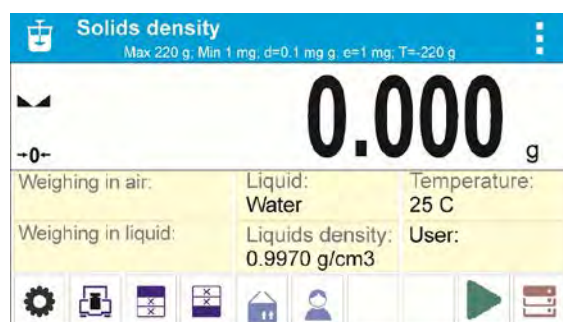 Solids density
Max 220 g; Min 1 mg; d=0.1 mg g; e=1 mg; T=-220 g
0.000 g
→0←
Weighing in air:
Liquid:
Water
Temperature:
25 C
Weighing in liquid:
Liquids density:
0.9970 g/cm3
User: